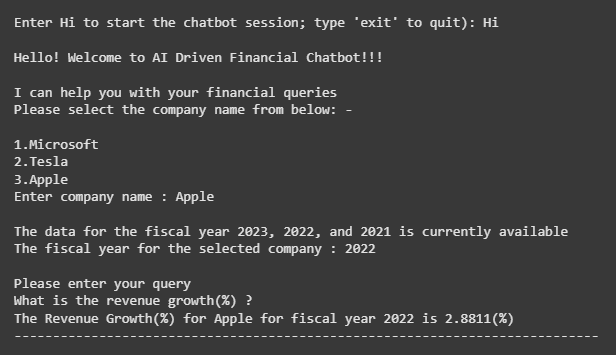 Enter Hi to start the chatbot session; type 'exit' to quit): Hi
Hello! Welcome to AI Driven Financial Chatbot!!!
I can help you with your financial queries
Please select the company name from below: -
1.Microsoft
2.Tesla
3.Apple
Enter company name : Apple
The data for the fiscal year 2023, 2022, and 2021 is currently available
The fiscal year for the selected company : 2022
Please enter your query
What is the revenue growth(%) ?
The Revenue Growth(%) for Apple for fiscal year 2022 is 2.8811(%)
----------------------------------------------------------------------------